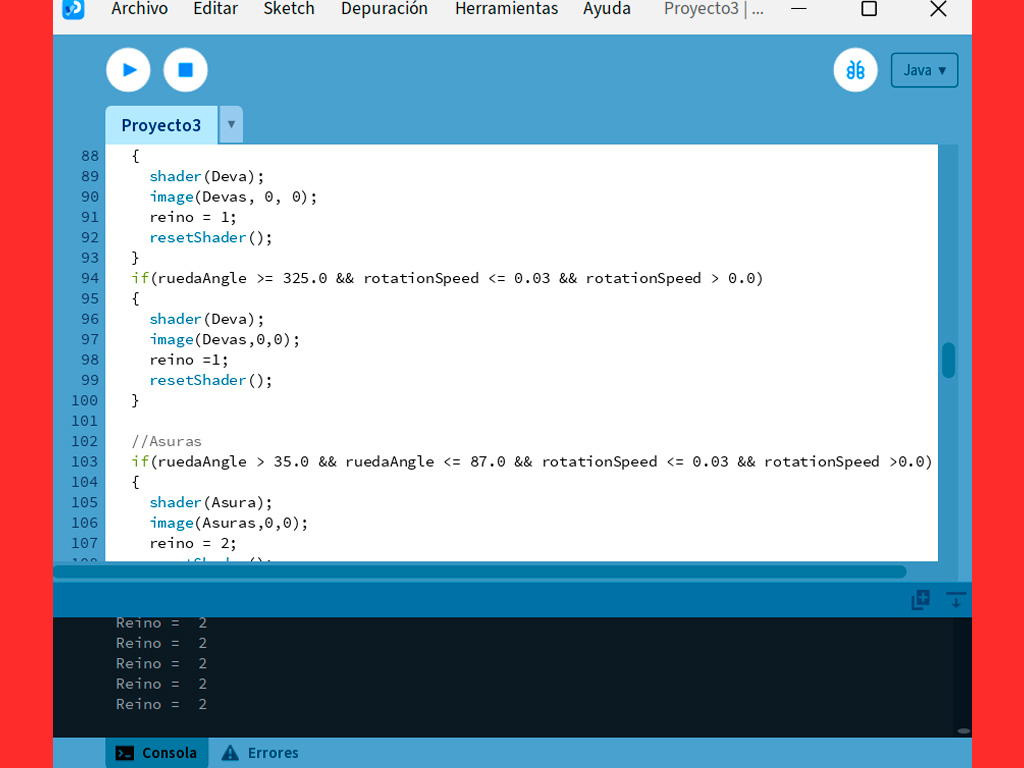 Archivo Editar Sketch Depuración Herramientas Ayuda Proyecto3 | ...
Java ▾
Proyecto3 ▾
88 {
89 shader(Deva);
90 image(Devas, 0, 0);
91 reino = 1;
92 resetShader();
93 }
94 if(ruedaAngle >= 325.0 && rotationSpeed <= 0.03 && rotationSpeed > 0.0)
95 {
96 shader(Deva);
97 image(Devas,0,0);
98 reino =1;
99 resetShader();
100 }
101
102 //Asuras
103 if(ruedaAngle > 35.0 && ruedaAngle <= 87.0 && rotationSpeed <= 0.03 && rotationSpeed >0.0)
104 {
105 shader(Asura);
106 image(Asuras,0,0);
107 reino = 2;
Reino = 2
Reino = 2
Reino = 2
Reino = 2
Reino = 2
Consola Errores